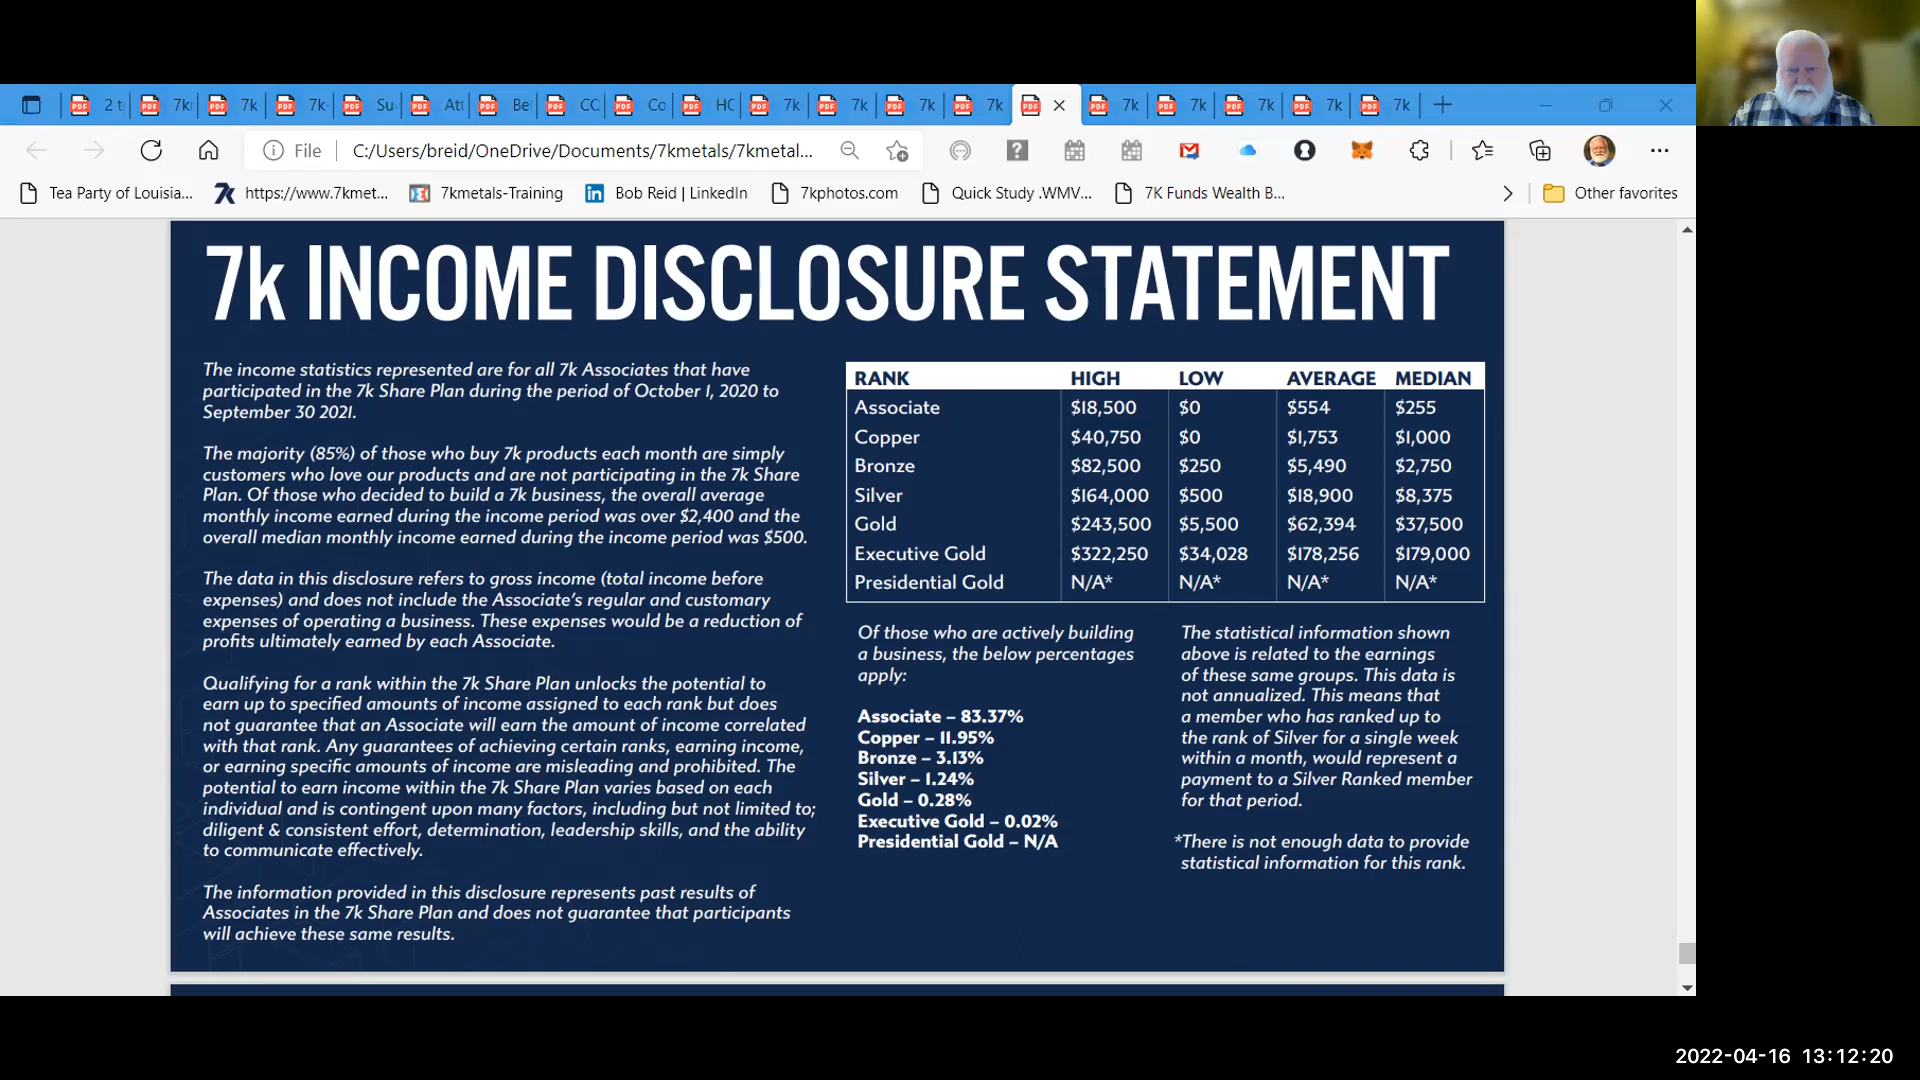 2 t
7k
7k
7k
Su
Att
Be
CC
Co
HC
7k
7k
7k
7k
7k
7k
7k
7k
7k
File
C:/Users/breid/OneDrive/Documents/7kmetals/7kmetal...
Tea Party of Louisia...
https://www.7kmet...
7kmetals-Training
Bob Reid | LinkedIn
7kphotos.com
Quick Study .WMV...
7K Funds Wealth B...
Other favorites
7k INCOME DISCLOSURE STATEMENT
The income statistics represented are for all 7k Associates that have
participated in the 7k Share Plan during the period of October 1, 2020 to
September 30 2021.
The majority (85%) of those who buy 7k products each month are simply
customers who love our products and are not participating in the 7k Share
Plan. Of those who decided to build a 7k business, the overall average
monthly income earned during the income period was over $2,400 and the
overall median monthly income earned during the income period was $500.
The data in this disclosure refers to gross income (total income before
expenses) and does not include the Associate's regular and customary
expenses of operating a business. These expenses would be a reduction of
profits ultimately earned by each Associate.
Qualifying for a rank within the 7k Share Plan unlocks the potential to
earn up to specified amounts of income assigned to each rank but does
not guarantee that an Associate will earn the amount of income correlated
with that rank. Any guarantees of achieving certain ranks, earning income,
or earning specific amounts of income are misleading and prohibited. The
potential to earn income within the 7k Share Plan varies based on each
individual and is contingent upon many factors, including but not limited to;
diligent & consistent effort, determination, leadership skills, and the ability
to communicate effectively.
The information provided in this disclosure represents past results of
Associates in the 7k Share Plan and does not guarantee that participants
will achieve these same results.
RANK HIGH LOW AVERAGE MEDIAN
Associate $18,500 $0 $554 $255
Copper $40,750 $0 $1,753 $1,000
Bronze $82,500 $250 $5,490 $2,750
Silver $164,000 $500 $18,900 $8,375
Gold $243,500 $5,500 $62,394 $37,500
Executive Gold $322,250 $34,028 $178,256 $179,000
Presidential Gold N/A* N/A* N/A* N/A*
Of those who are actively building
a business, the below percentages
apply:
Associate – 83.37%
Copper – 11.95%
Bronze – 3.13%
Silver – 1.24%
Gold – 0.28%
Executive Gold – 0.02%
Presidential Gold – N/A
The statistical information shown
above is related to the earnings
of these same groups. This data is
not annualized. This means that
a member who has ranked up to
the rank of Silver for a single week
within a month, would represent a
payment to a Silver Ranked member
for that period.
*There is not enough data to provide
statistical information for this rank.
2022-04-16 13:12:20